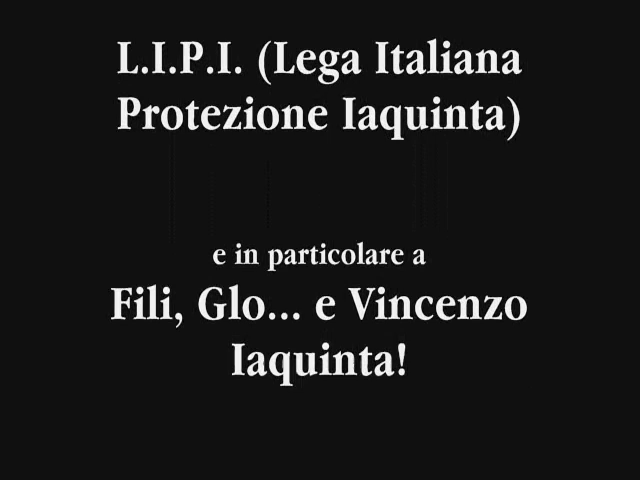 L.I.P.I. (Lega Italiana
Protezione Iaquinta)
e in particolare a
Fili, Glo... e Vincenzo
Iaquinta!